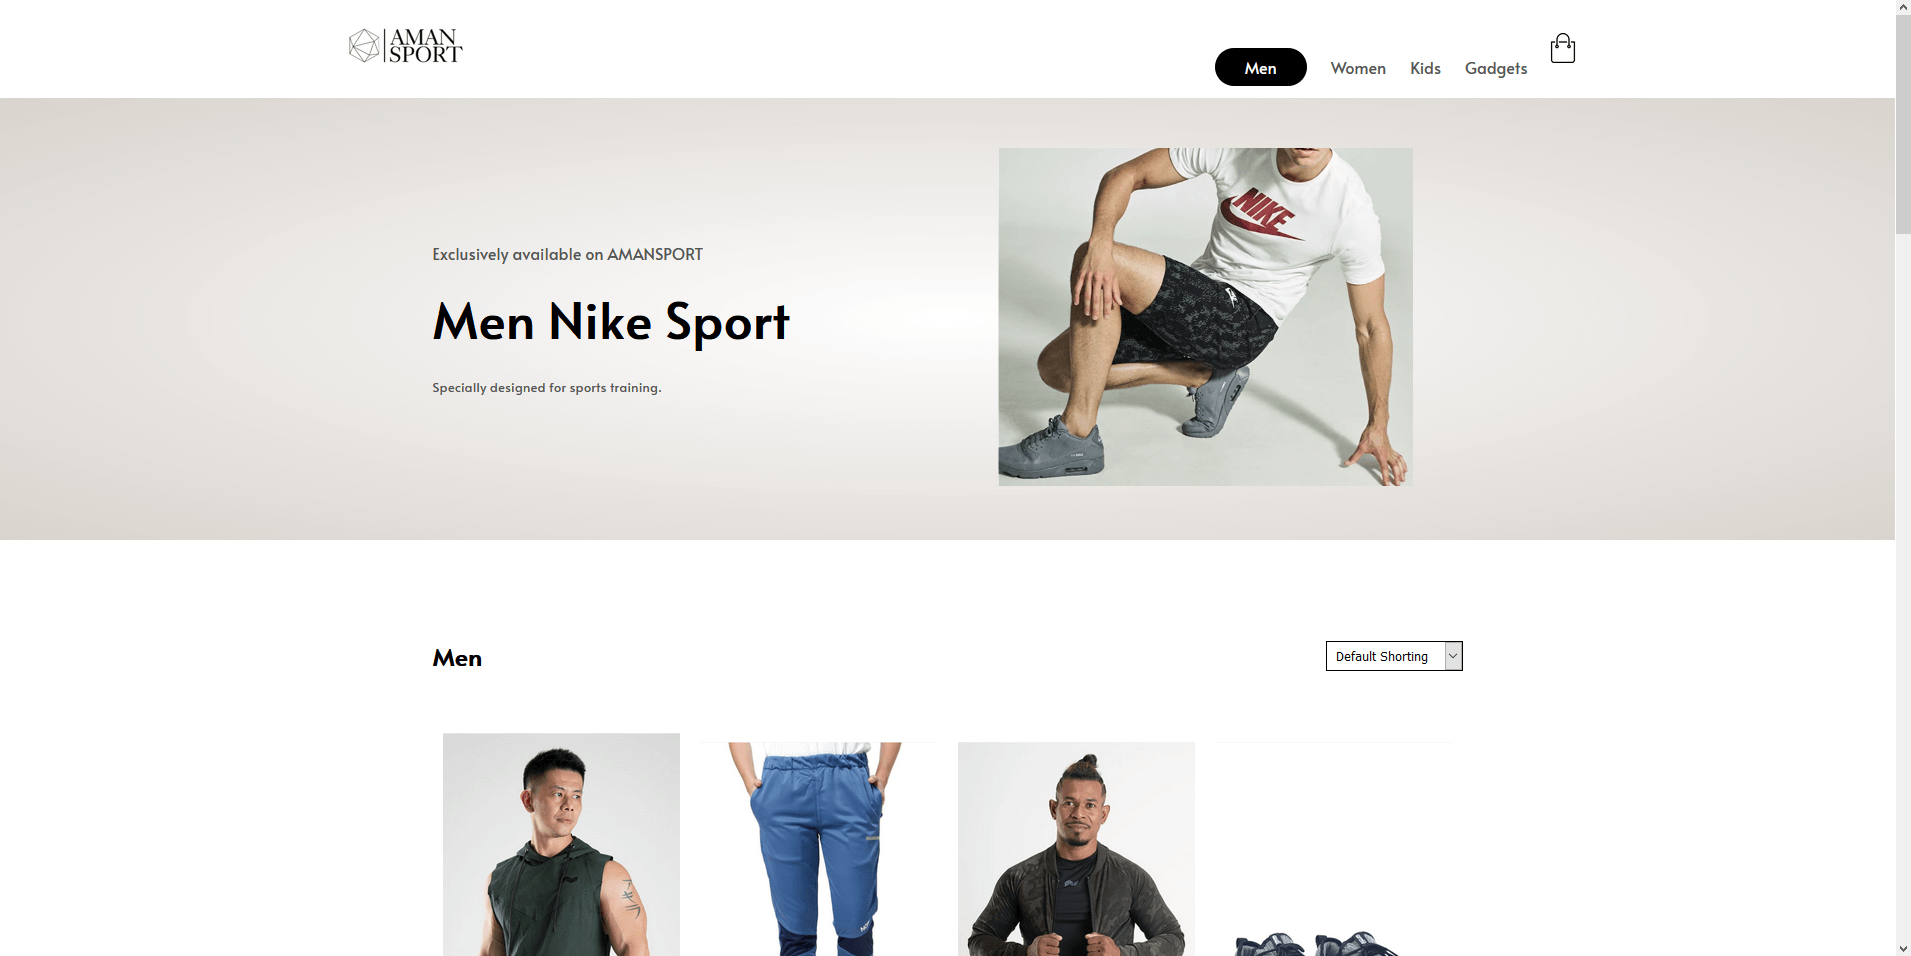 AMAN
SPORT
Men
Women
Kids
Gadgets
Exclusively available on AMANSPORT
Men Nike Sport
Specially designed for sports training.
NIKE
Men
Default Shorting